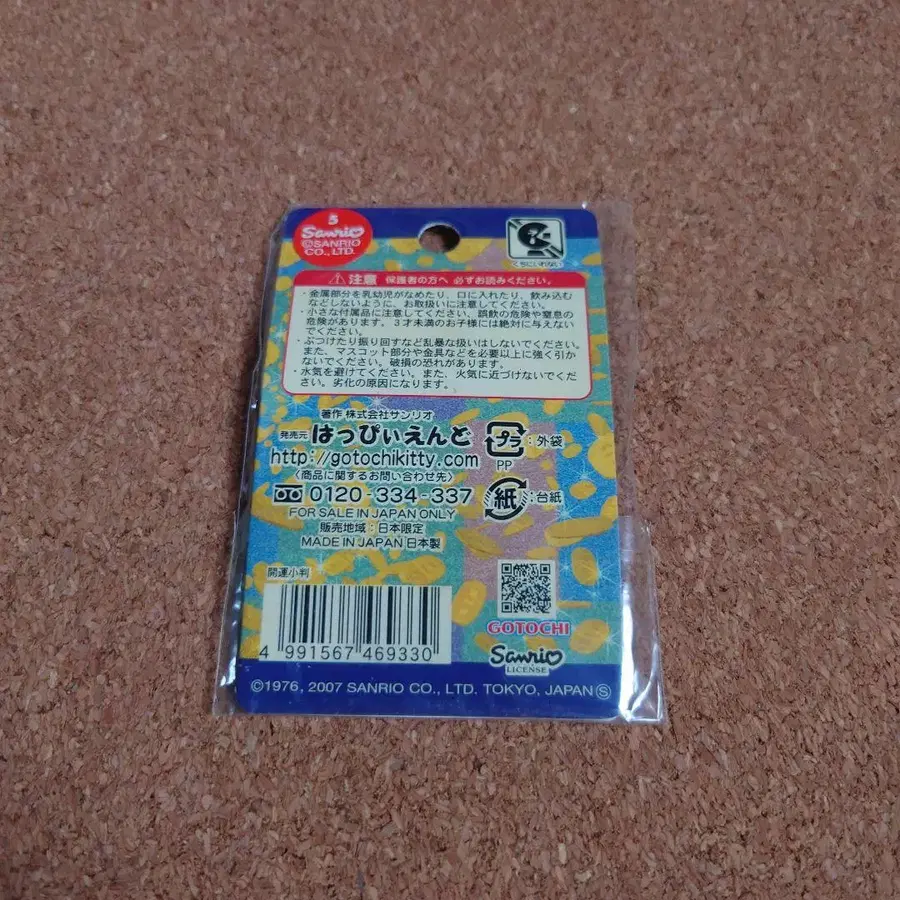 5
Sanrio
©SANRIO
CO., LTD.
くちにいれない
注意 保護者の方へ 必ずお読みください。
・金属部分を乳幼児がなめたり、口に入れたり、飲み込む
などしないように、お取扱いに注意してください。
・小さな付属品に注意してください、誤飲の危険や窒息の
危険があります。3才未満のお子様には絶対に与えない
でください。
・ぶつけたり振り回すなど乱暴な扱いはしないでください。
また、マスコット部分や金具などを必要以上に強く引か
ないでください。破損の恐れがあります。
・水気を避けてください。また、火気に近づけないでくだ
さい。劣化の原因になります。
著作 株式会社サンリオ
発売元 はっぴぃえんど
http://gotochikitty.com
〈商品に関するお問い合わせ先〉
0120-334-337
FOR SALE IN JAPAN ONLY
販売地域：日本限定
MADE IN JAPAN 日本製
プラ：外袋
PP
紙：台紙
開運小判
4 991567 469330
GOTOCHI
Sanrio
LICENSE
©1976, 2007 SANRIO CO., LTD. TOKYO, JAPAN Ⓢ